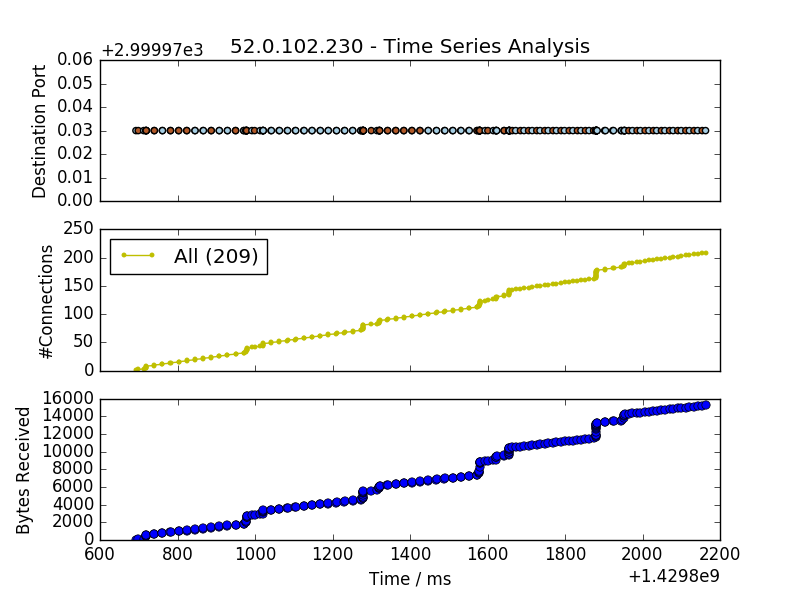 +2.99997e3
52.0.102.230 - Time Series Analysis
0.06
0.05
0.04
0.03
0.02
0.01
0.00
Destination Port
250
200
150
100
50
0
#Connections
All (209)
16000
14000
12000
10000
8000
6000
4000
2000
0
Bytes Received
600 800 1000 1200 1400 1600 1800 2000 2200
Time / ms
+1.4298e9